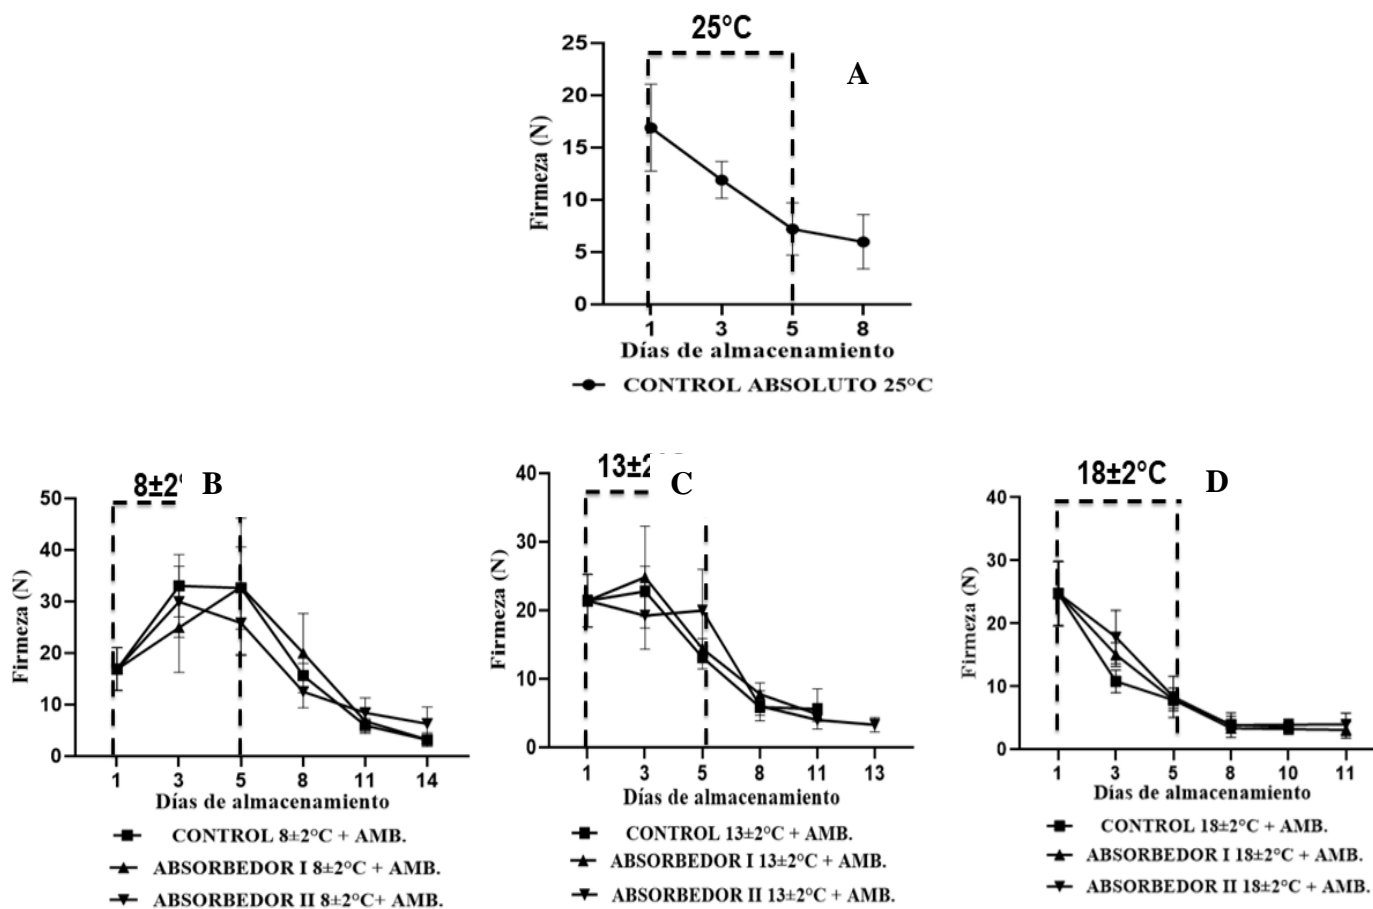 25°C
A
25
20
15
10
5
0
Firmeza (N)
1 3 5 8
Días de almacenamiento
CONTROL ABSOLUTO 25°C
8±2°
B
50
40
30
20
10
0
Firmeza (N)
1 3 5 8 11 14
Días de almacenamiento
CONTROL 8±2°C + AMB.
ABSORBEDOR I 8±2°C + AMB.
ABSORBEDOR II 8±2°C+ AMB.
13±2
C
40
30
20
10
0
Firmeza (N)
1 3 5 8 11 13
Días de almacenamiento
CONTROL 13±2°C + AMB.
ABSORBEDOR I 13±2°C + AMB.
ABSORBEDOR II 13±2°C + AMB.
18±2°C
D
40
30
20
10
0
Firmeza (N)
1 3 5 8 10 11
Días de almacenamiento
CONTROL 18±2°C + AMB.
ABSORBEDOR I 18±2°C + AMB.
ABSORBEDOR II 18±2°C + AMB.